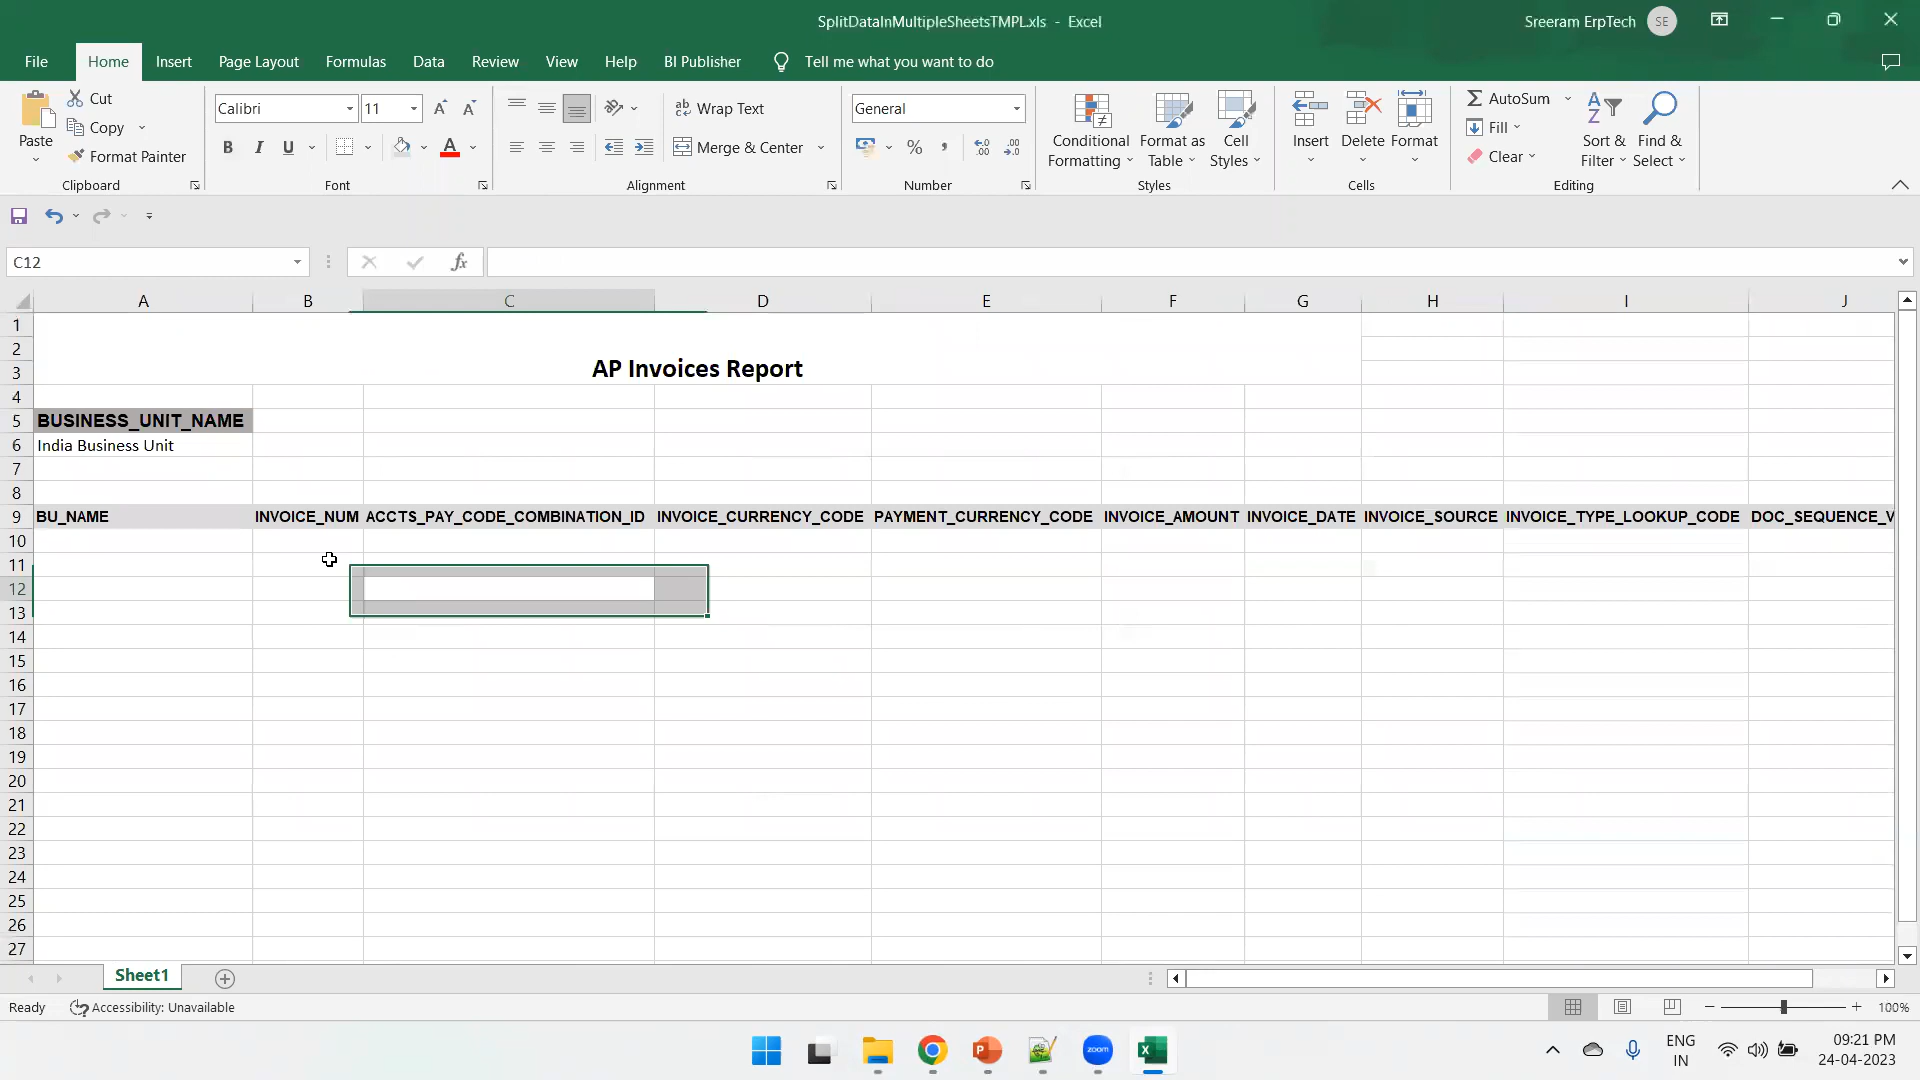 SplitDataInMultipleSheetsTMPL.xls - Excel
Sreeram ErpTech
SE
File
Home
Insert
Page Layout
Formulas
Data
Review
View
Help
BI Publisher
Tell me what you want to do
Paste
Cut
Copy
Format Painter
Clipboard
Calibri
11
B
I
U
A
Font
Wrap Text
Merge & Center
Alignment
General
%
Number
Conditional Formatting
Format as Table
Cell Styles
Styles
Insert
Delete
Format
Cells
AutoSum
Fill
Clear
Sort & Filter
Find & Select
Editing
C12
fx
A B C D E F G H I J
1
2
3 AP Invoices Report
4
5 BUSINESS_UNIT_NAME
6 India Business Unit
7
8
9 BU_NAME INVOICE_NUM ACCTS_PAY_CODE_COMBINATION_ID INVOICE_CURRENCY_CODE PAYMENT_CURRENCY_CODE INVOICE_AMOUNT INVOICE_DATE INVOICE_SOURCE INVOICE_TYPE_LOOKUP_CODE DOC_SEQUENCE_V
10
11
12
13
14
15
16
17
18
19
20
21
22
23
24
25
26
27
Sheet1
Ready
Accessibility: Unavailable
100%
zoom
ENG
IN
09:21 PM
24-04-2023